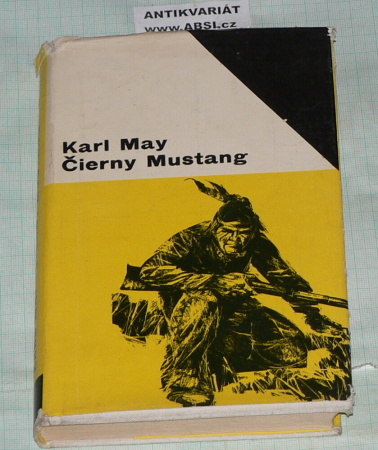 ANTIKVARIÁT
www.ABSI.cz
Karl May
Čierny Mustang